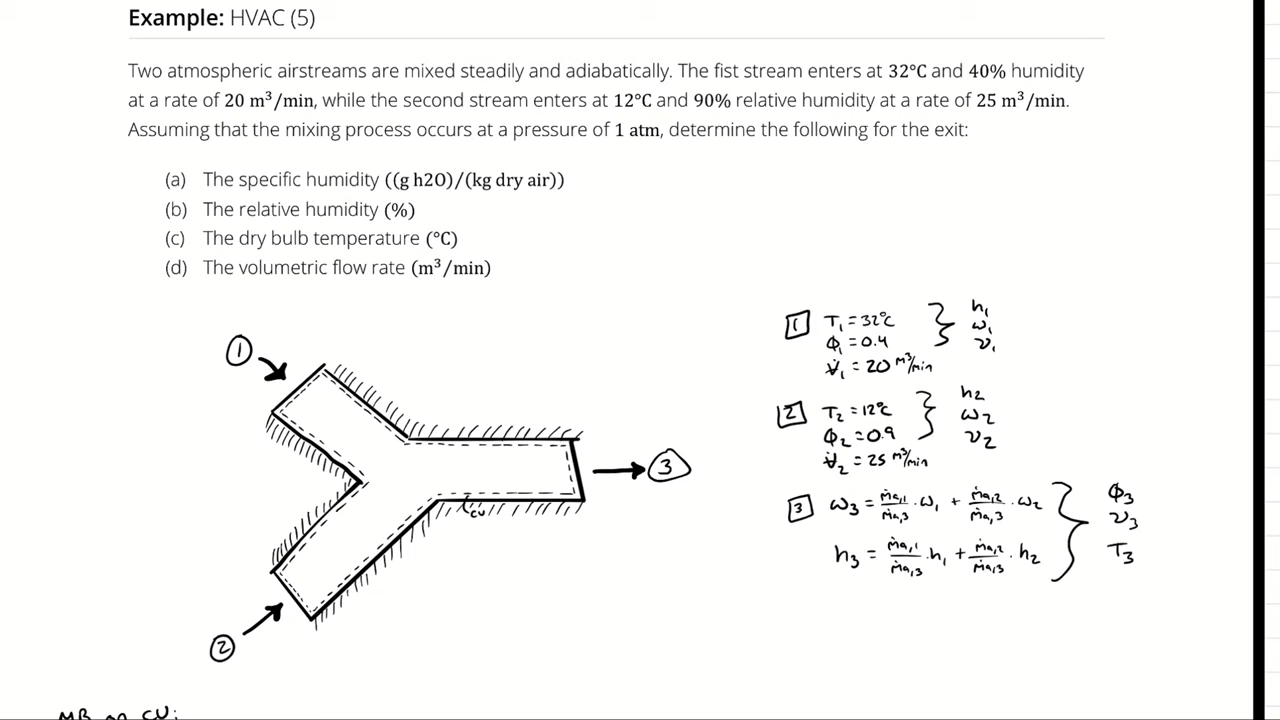 Example: HVAC (5)
Two atmospheric airstreams are mixed steadily and adiabatically. The fist stream enters at 32°C and 40% humidity
at a rate of 20 m³/min, while the second stream enters at 12°C and 90% relative humidity at a rate of 25 m³/min.
Assuming that the mixing process occurs at a pressure of 1 atm, determine the following for the exit:
(a) The specific humidity ((g h2O)/(kg dry air))
(b) The relative humidity (%)
(c) The dry bulb temperature (°C)
(d) The volumetric flow rate (m³/min)
1
2
3
CV
1 T₁ = 32°C
ϕ₁ = 0.4
V̇₁ = 20 m³/min
h₁
ω₁
v₁
2 T₂ = 12°C
ϕ₂ = 0.9
V̇₂ = 25 m³/min
h₂
ω₂
v₂
3 ω₃ = ṁa,1/ṁa,3 · ω₁ + ṁa,2/ṁa,3 · ω₂
h₃ = ṁa,1/ṁa,3 · h₁ + ṁa,2/ṁa,3 · h₂
ϕ₃
v₃
T₃
MB on CV: